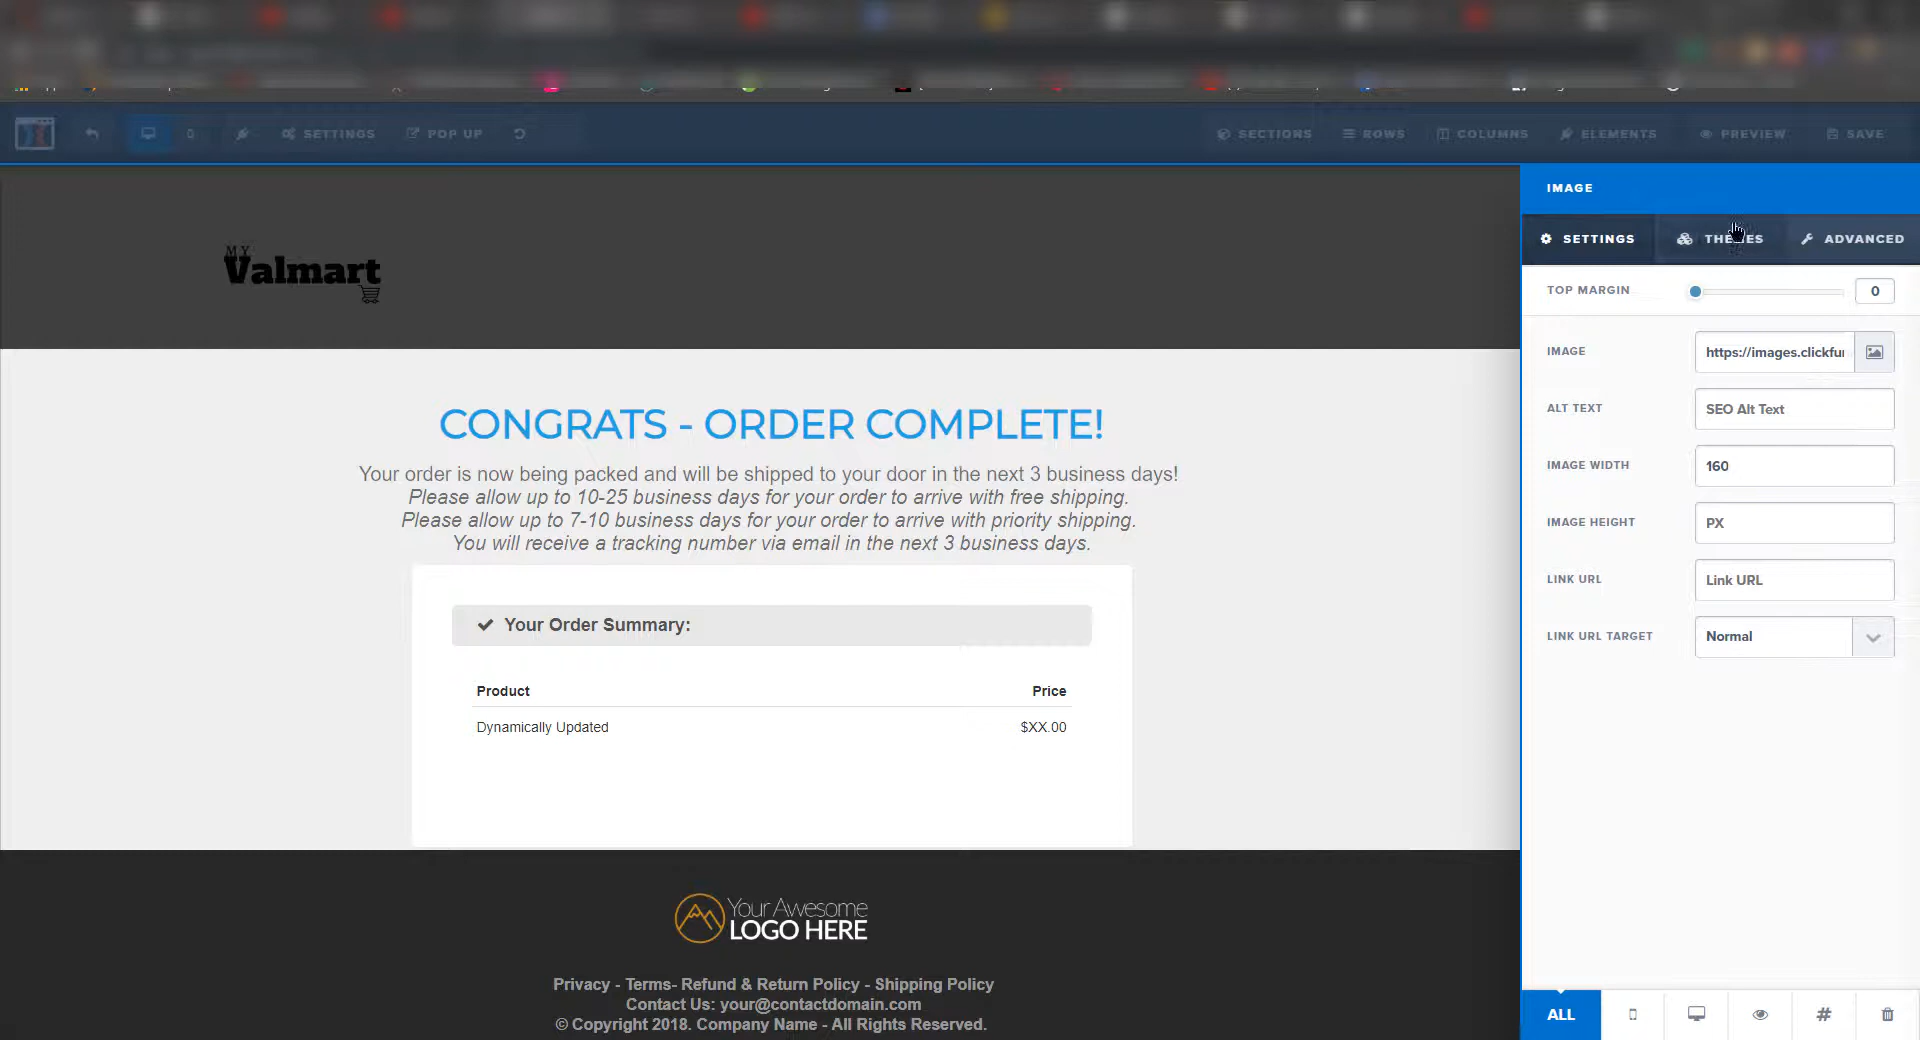 SETTINGS
POP UP
SECTIONS
ROWS
COLUMNS
ELEMENTS
PREVIEW
SAVE
IMAGE
SETTINGS
THEMES
ADVANCED
MY
Valmart
TOP MARGIN
0
IMAGE
https://images.clickfu
ALT TEXT
SEO Alt Text
IMAGE WIDTH
160
IMAGE HEIGHT
PX
LINK URL
Link URL
LINK URL TARGET
Normal
CONGRATS - ORDER COMPLETE!
Your order is now being packed and will be shipped to your door in the next 3 business days!
Please allow up to 10-25 business days for your order to arrive with free shipping.
Please allow up to 7-10 business days for your order to arrive with priority shipping.
You will receive a tracking number via email in the next 3 business days.
Your Order Summary:
Product Price
Dynamically Updated $XX.00
Your Awesome
LOGO HERE
Privacy - Terms- Refund & Return Policy - Shipping Policy
Contact Us: your@contactdomain.com
© Copyright 2018. Company Name - All Rights Reserved.
ALL
#